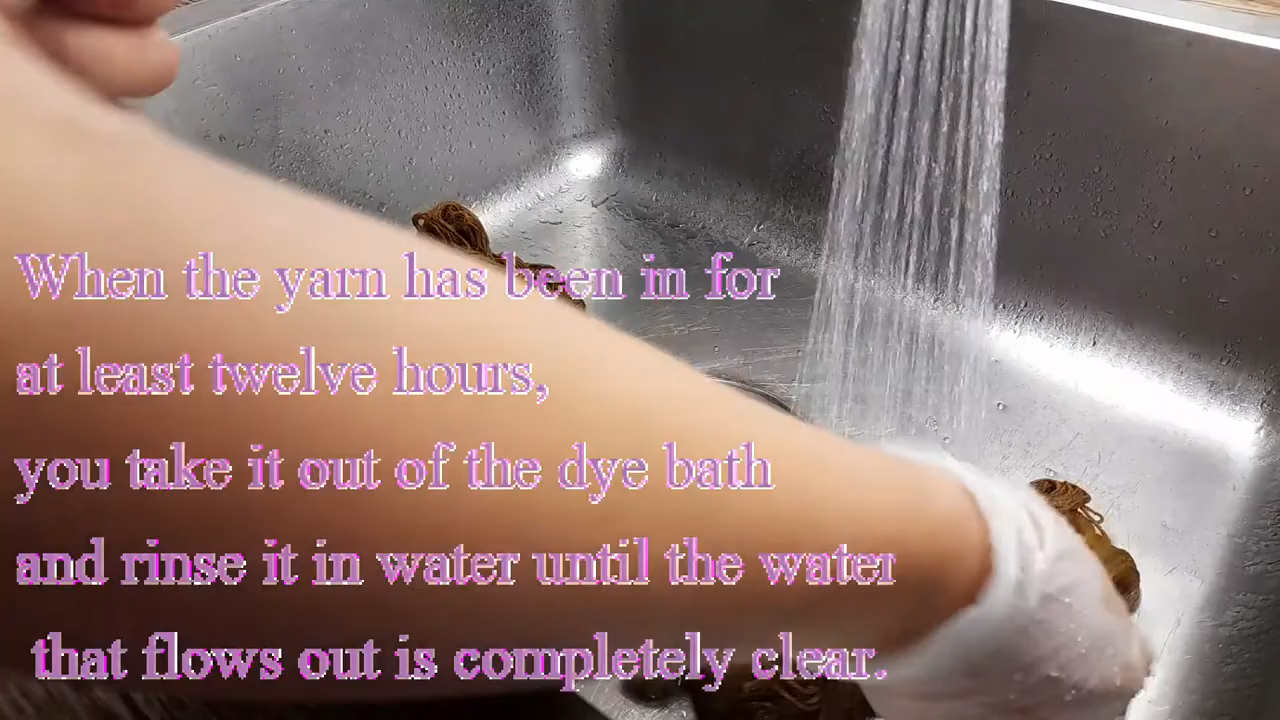 When the yarn has been in for
at least twelve hours,
you take it out of the dye bath
and rinse it in water until the water
that flows out is completely clear.